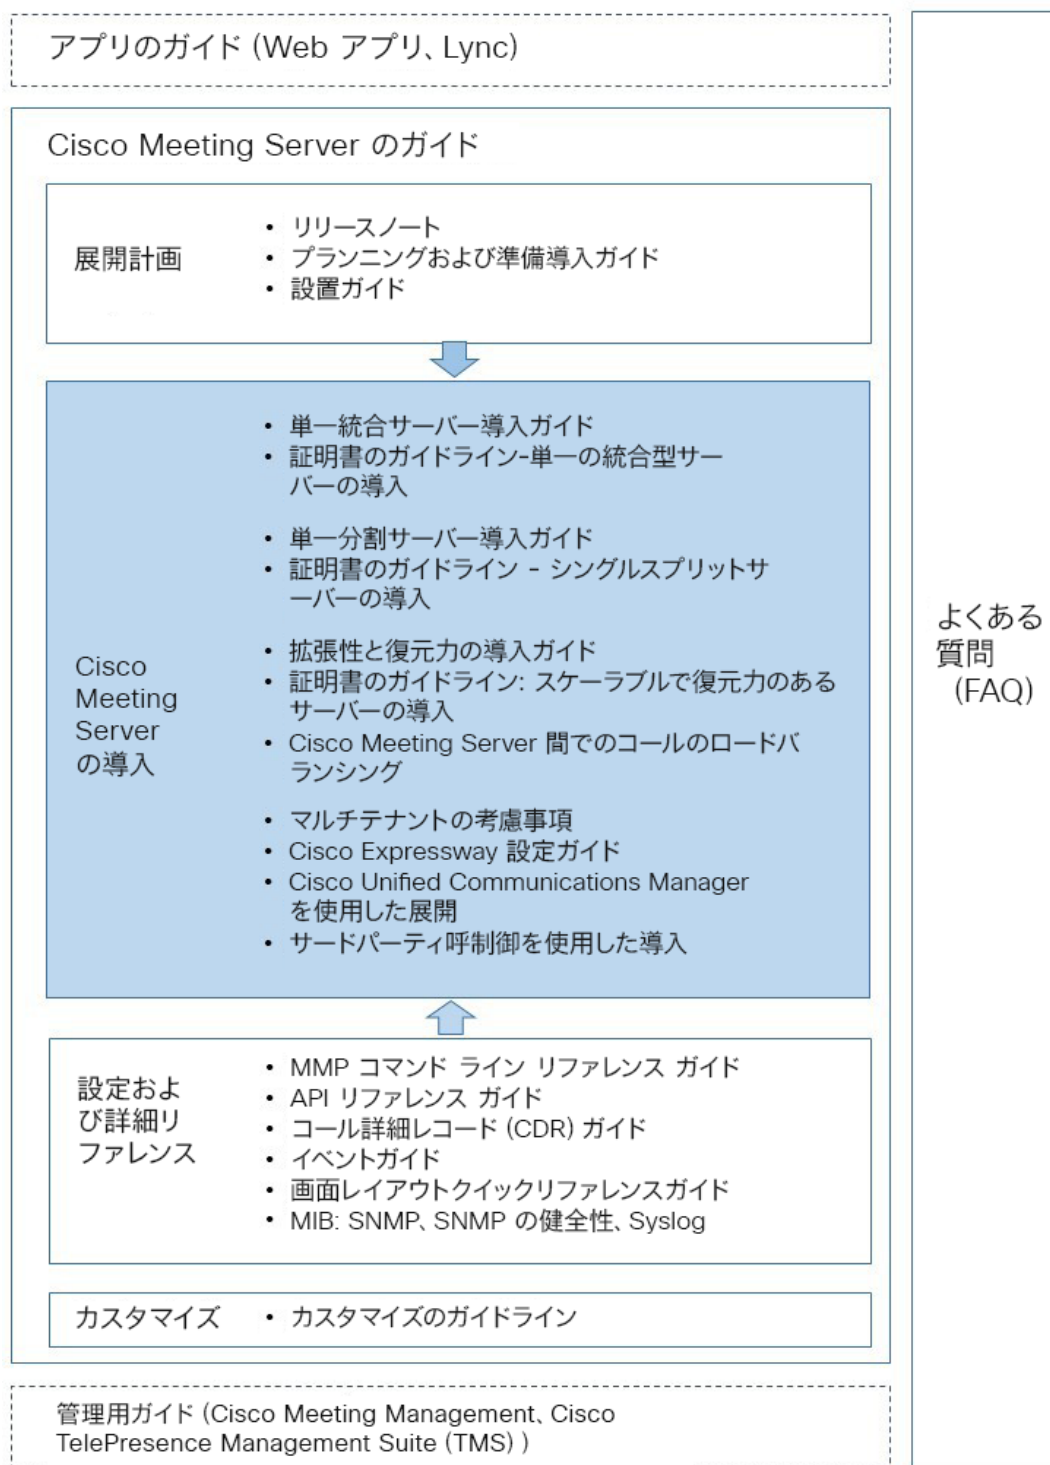 アプリのガイド (Web アプリ、Lync)
Cisco Meeting Server のガイド
展開計画
• リリースノート
• プランニングおよび準備導入ガイド
• 設置ガイド
Cisco
Meeting
Server
の導入
• 単一統合サーバー導入ガイド
• 証明書のガイドライン-単一の統合型サー
バーの導入
• 単一分割サーバー導入ガイド
• 証明書のガイドライン - シングルスプリットサ
ーバーの導入
• 拡張性と復元力の導入ガイド
• 証明書のガイドライン: スケーラブルで復元力のある
サーバーの導入
• Cisco Meeting Server 間でのコールのロードバ
ランシング
• マルチテナントの考慮事項
• Cisco Expressway 設定ガイド
• Cisco Unified Communications Manager
を使用した展開
• サードパーティ呼制御を使用した導入
設定およ
び詳細リ
ファレンス
• MMP コマンド ライン リファレンス ガイド
• API リファレンス ガイド
• コール詳細レコード (CDR) ガイド
• イベントガイド
• 画面レイアウトクイックリファレンスガイド
• MIB: SNMP、SNMP の健全性、Syslog
カスタマイズ
• カスタマイズのガイドライン
管理用ガイド (Cisco Meeting Management、Cisco
TelePresence Management Suite (TMS) )
よくある
質問
(FAQ)